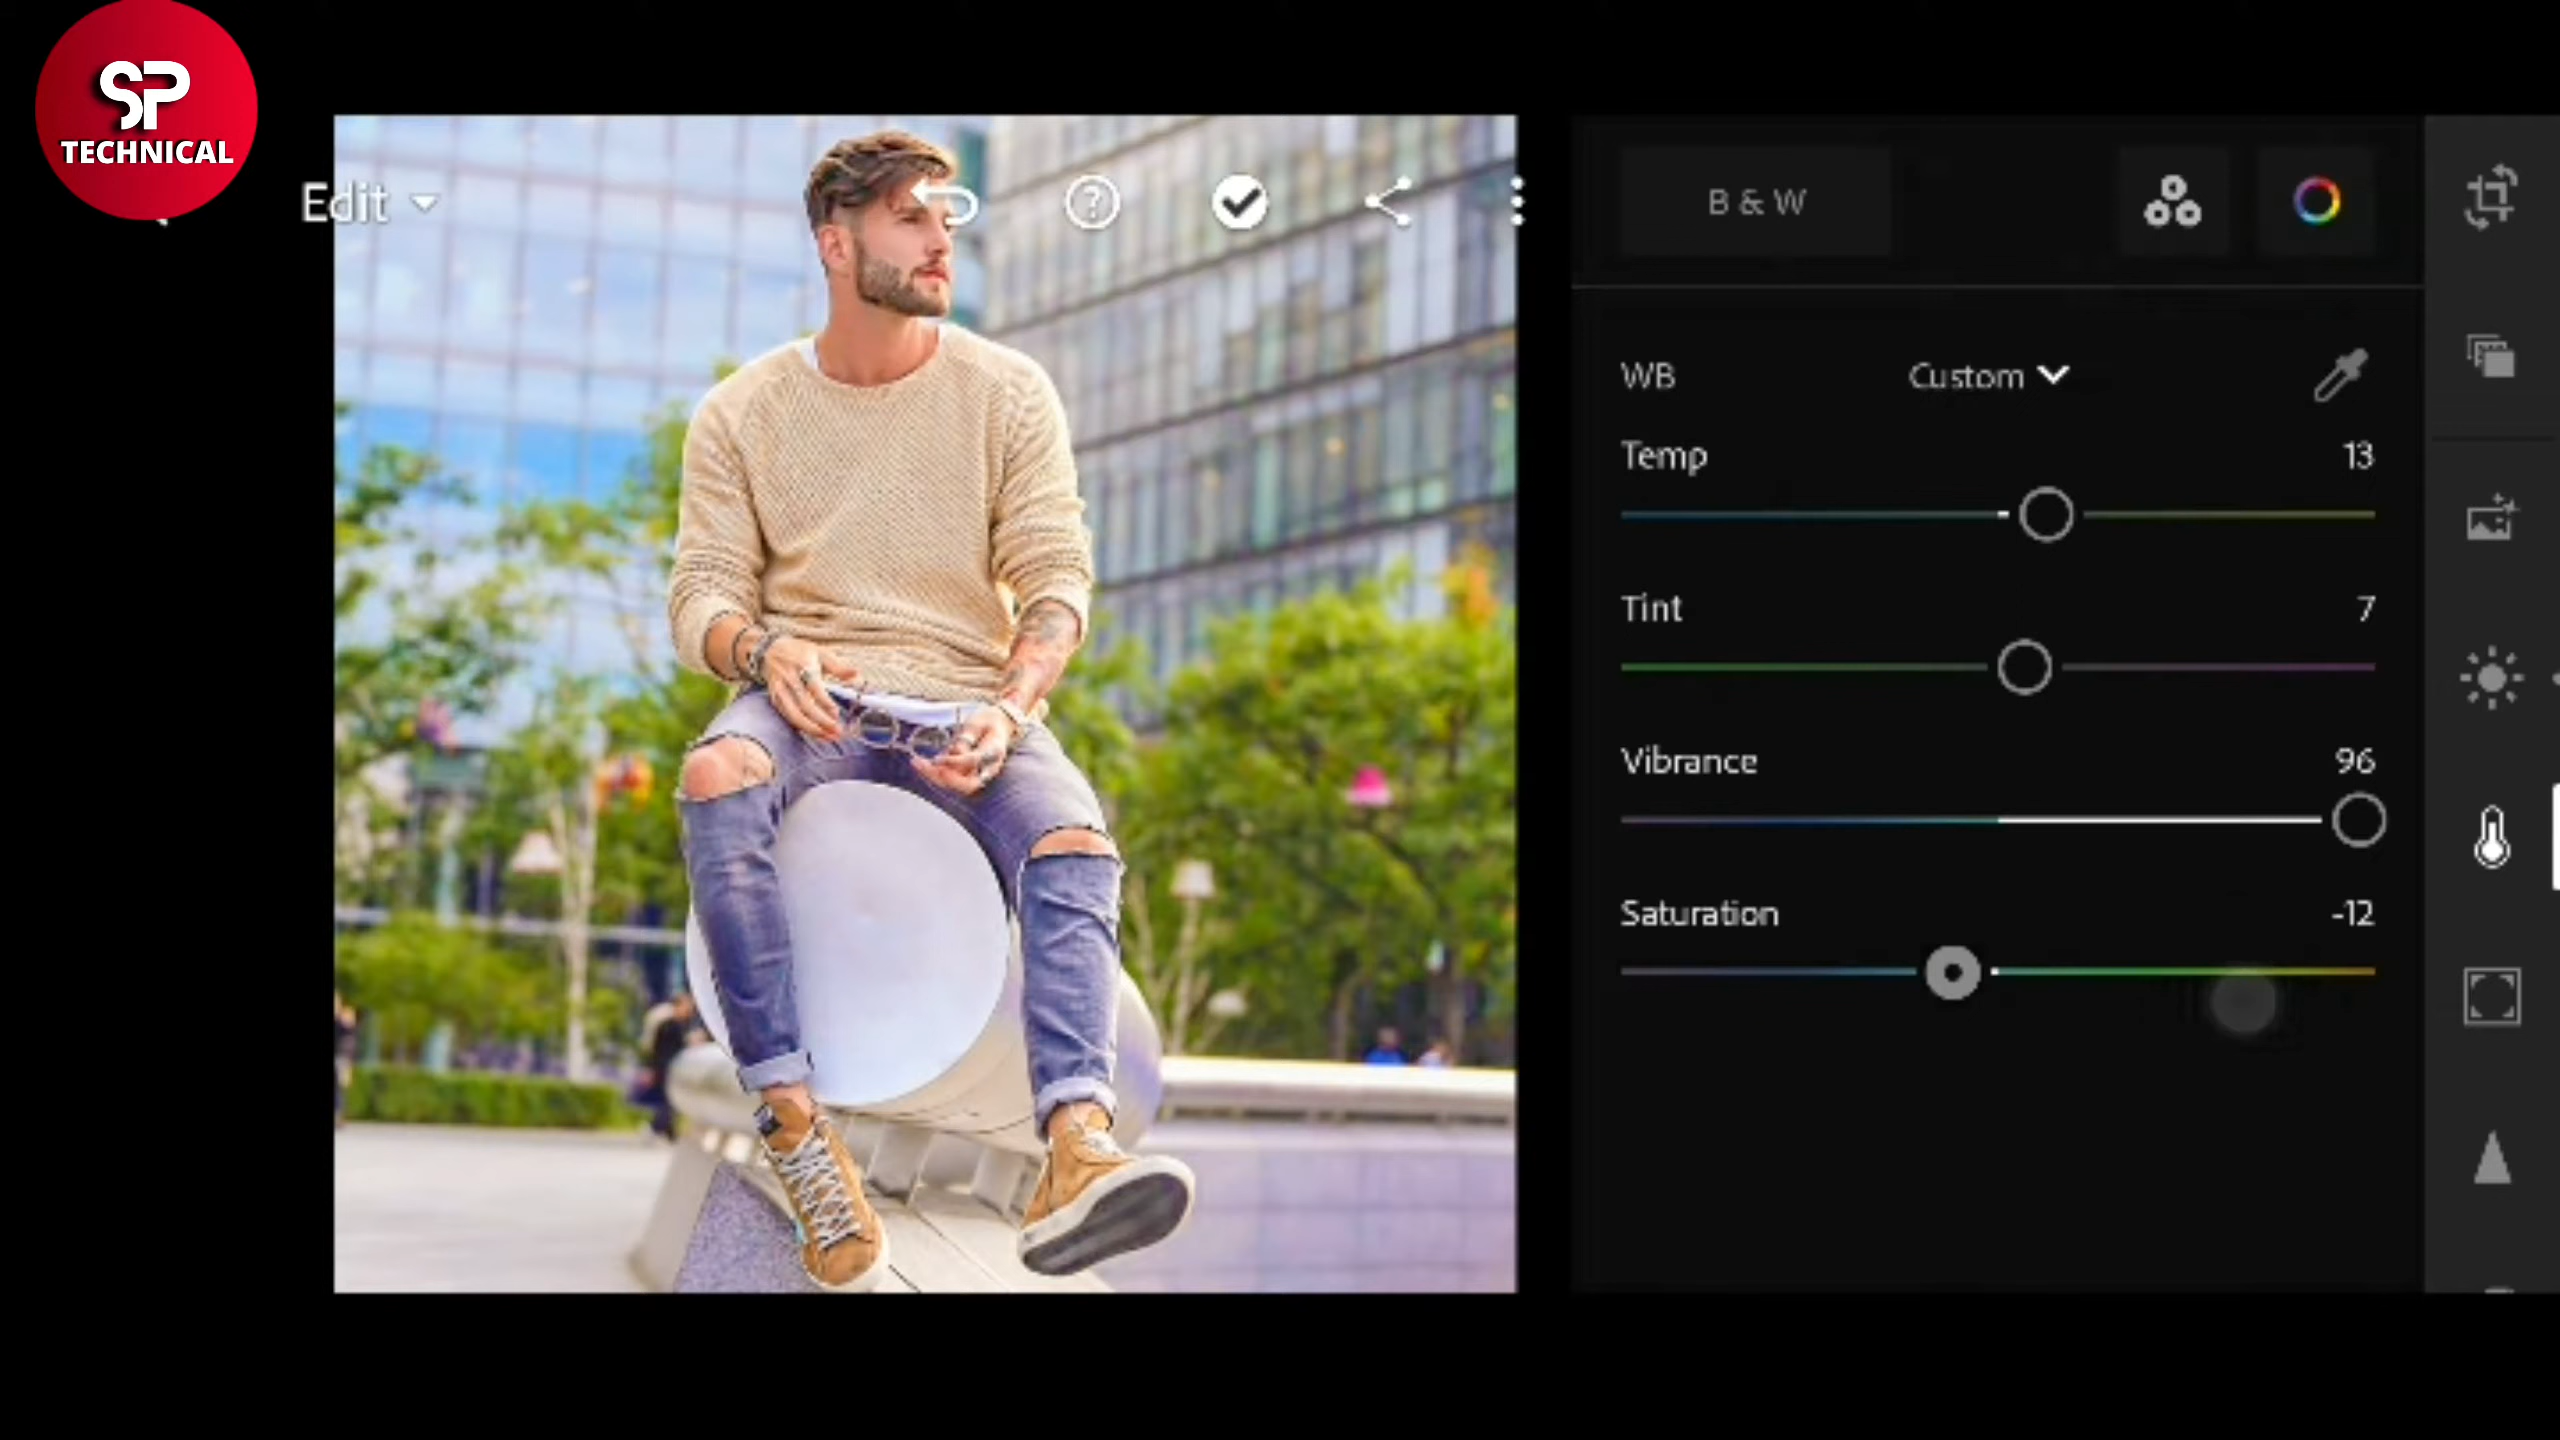 SP
TECHNICAL
Edit
B & W
WB
Custom
Temp
13
Tint
7
Vibrance
96
Saturation
-12